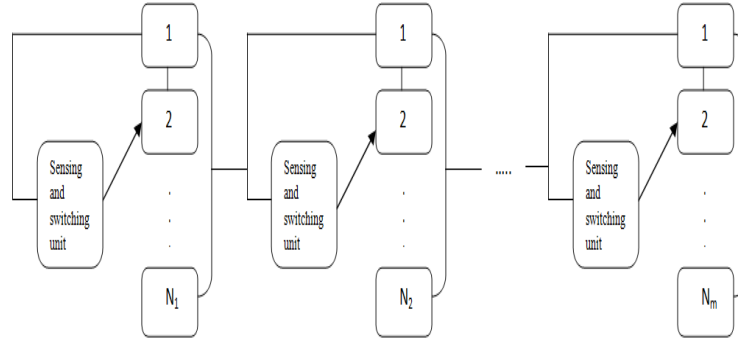 1
2
Sensing
and
switching
unit
.
.
.
N1
1
2
Sensing
and
switching
unit
.
.
.
N2
.....
1
2
Sensing
and
switching
unit
.
.
.
Nm